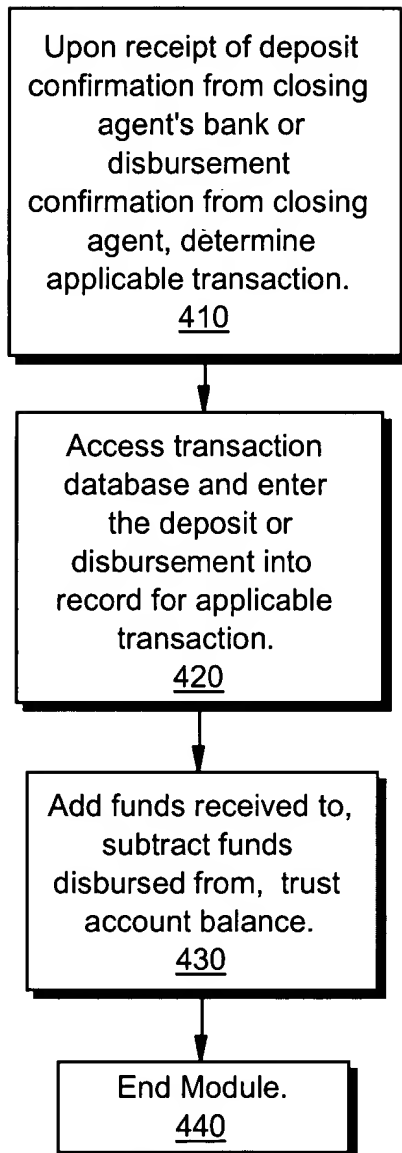 Upon receipt of deposit
confirmation from closing
agent's bank or
disbursement
confirmation from closing
agent, determine
applicable transaction.
410
Access transaction
database and enter
the deposit or
disbursement into
record for applicable
transaction.
420
Add funds received to,
subtract funds
disbursed from, trust
account balance.
430
End Module.
440